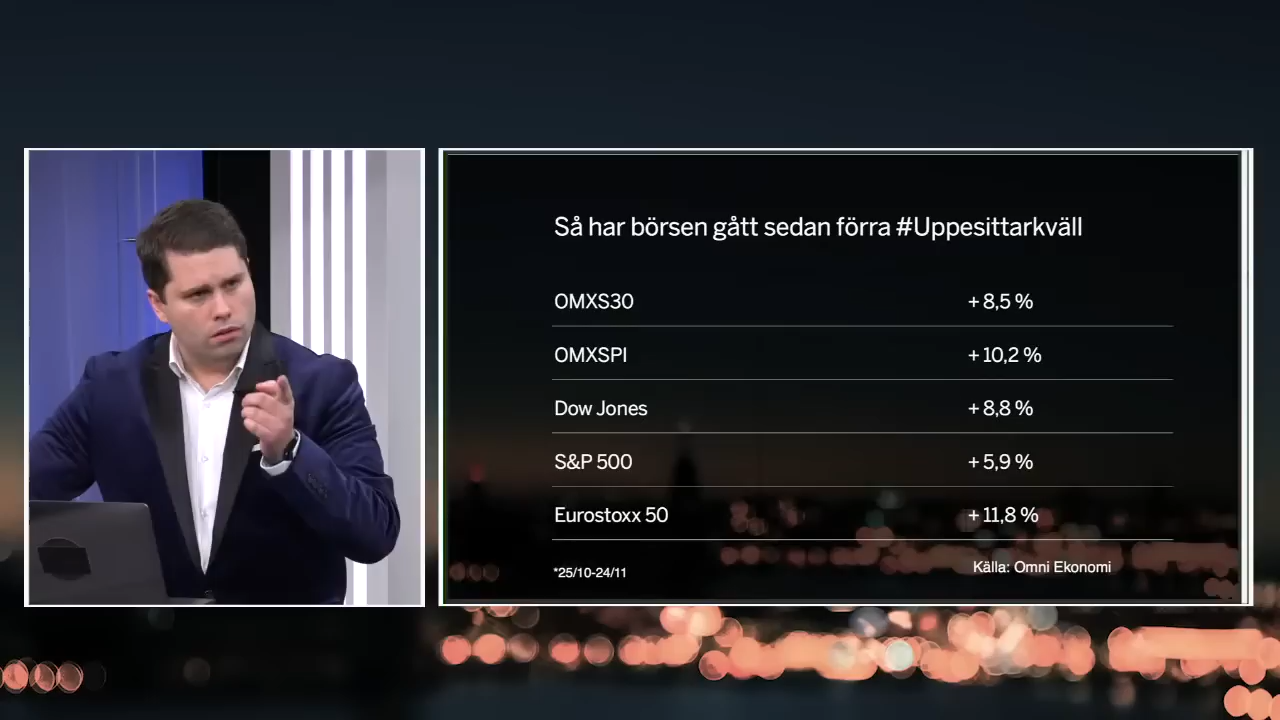 Så har börsen gått sedan förra #Uppesittarkväll
OMXS30 + 8,5 %
OMXSPI + 10,2 %
Dow Jones + 8,8 %
S&P 500 + 5,9 %
Eurostoxx 50 + 11,8 %
*25/10-24/11 Källa: Omni Ekonomi